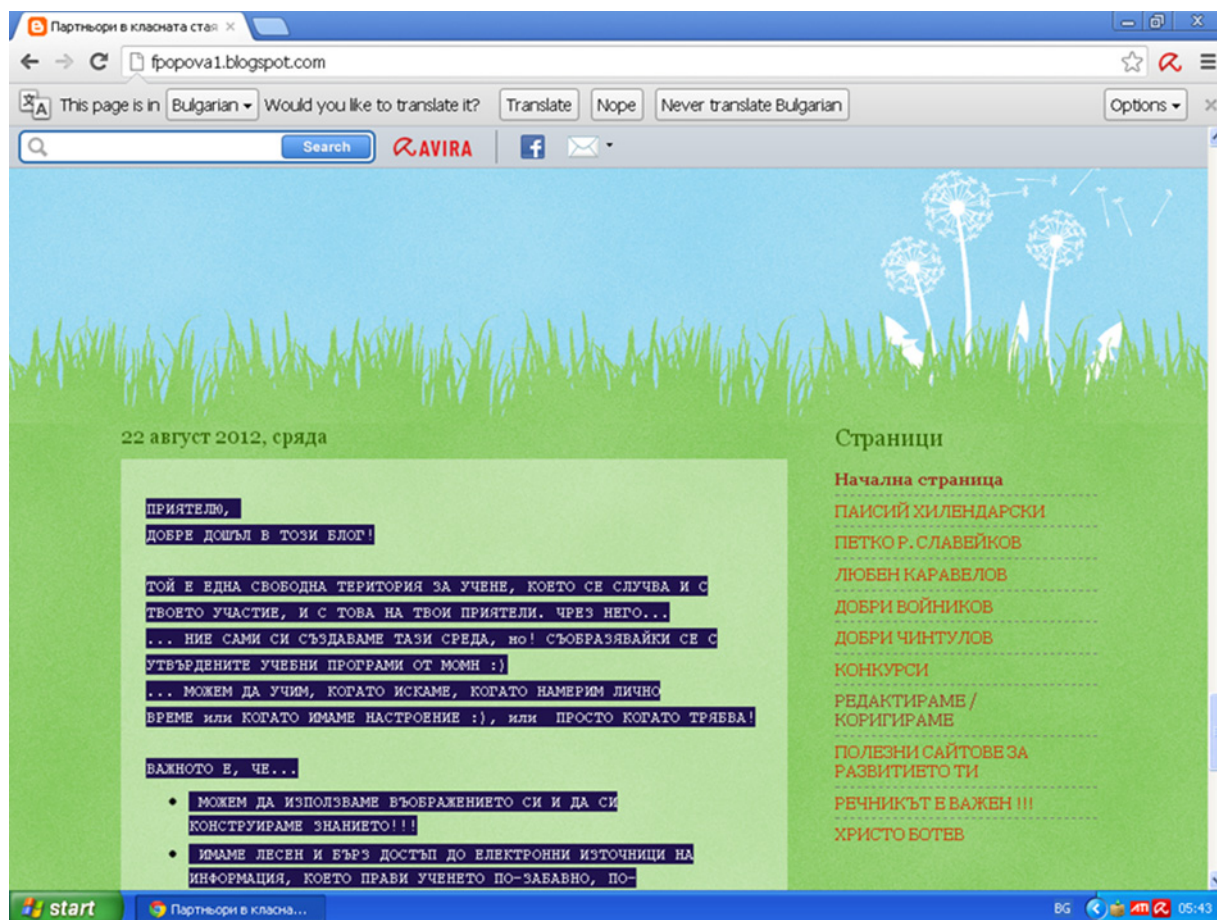 Партньори в класната стая
fpopova1.blogspot.com
This page is in Bulgarian Would you like to translate it? Translate Nope Never translate Bulgarian Options
Search AVIRA
22 август 2012, сряда
ПРИЯТЕЛЮ,
ДОБРЕ ДОШЪЛ В ТОЗИ БЛОГ!
ТОЙ Е ЕДНА СВОБОДНА ТЕРИТОРИЯ ЗА УЧЕНЕ, КОЕТО СЕ СЛУЧВА И С
ТВОЕТО УЧАСТИЕ, И С ТОВА НА ТВОИ ПРИЯТЕЛИ. ЧРЕЗ НЕГО...
... НИЕ САМИ СИ СЪЗДАВАМЕ ТАЗИ СРЕДА, но! СЪОБРАЗЯВАЙКИ СЕ С
УТВЪРДЕНИТЕ УЧЕБНИ ПРОГРАМИ ОТ МОМН :)
... МОЖЕМ ДА УЧИМ, КОГАТО ИСКАМЕ, КОГАТО НАМЕРИМ ЛИЧНО
ВРЕМЕ или КОГАТО ИМАМЕ НАСТРОЕНИЕ :), или ПРОСТО КОГАТО ТРЯБВА!
ВАЖНОТО Е, ЧЕ...
• МОЖЕМ ДА ИЗПОЛЗВАМЕ ВЪОБРАЖЕНИЕТО СИ И ДА СИ
КОНСТРУИРАМЕ ЗНАНИЕТО!!!
• ИМАМЕ ЛЕСЕН И БЪРЗ ДОСТЪП ДО ЕЛЕКТРОННИ ИЗТОЧНИЦИ НА
ИНФОРМАЦИЯ, КОЕТО ПРАВИ УЧЕНЕТО ПО-ЗАБАВНО, ПО-
Страници
Начална страница
ПАИСИЙ ХИЛЕНДАРСКИ
ПЕТКО Р. СЛАВЕЙКОВ
ЛЮБЕН КАРАВЕЛОВ
ДОБРИ ВОЙНИКОВ
ДОБРИ ЧИНТУЛОВ
КОНКУРСИ
РЕДАКТИРАМЕ /
КОРИГИРАМЕ
ПОЛЕЗНИ САЙТОВЕ ЗА
РАЗВИТИЕТО ТИ
РЕЧНИКЪТ Е ВАЖЕН !!!
ХРИСТО БОТЕВ
start Партньори в класна... BG ATI 05:43